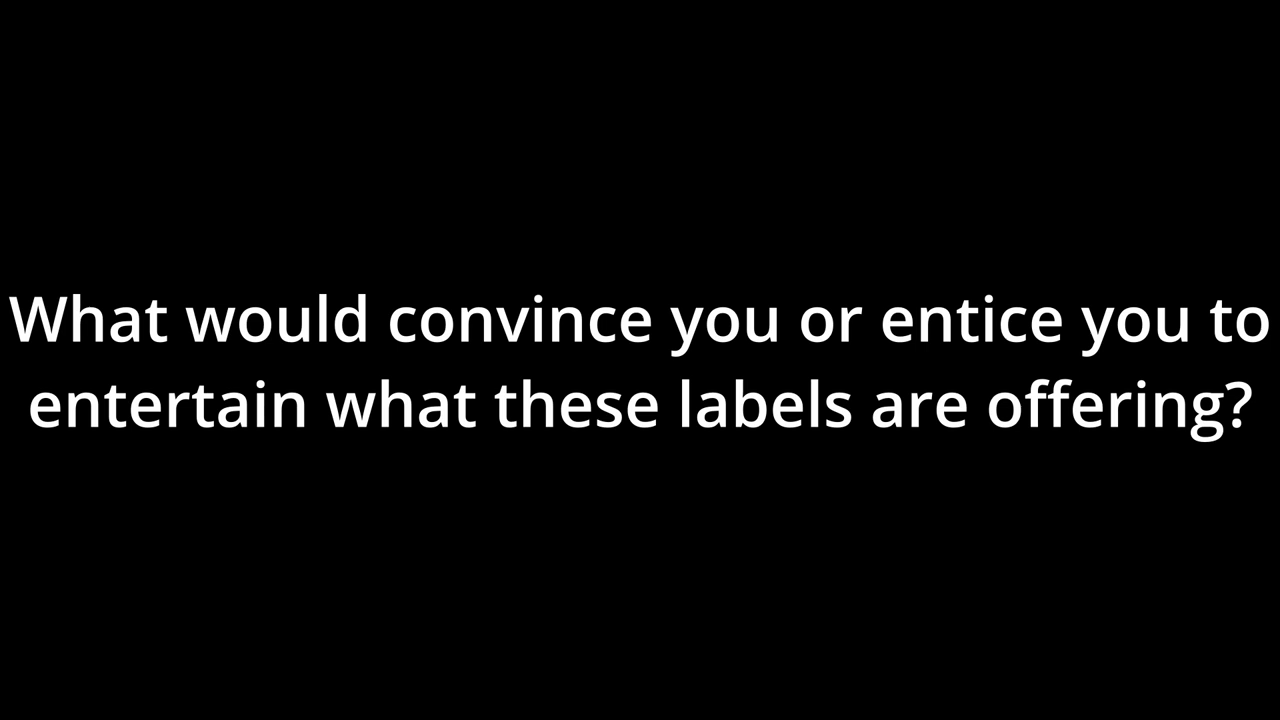 What would convince you or entice you to
entertain what these labels are offering?